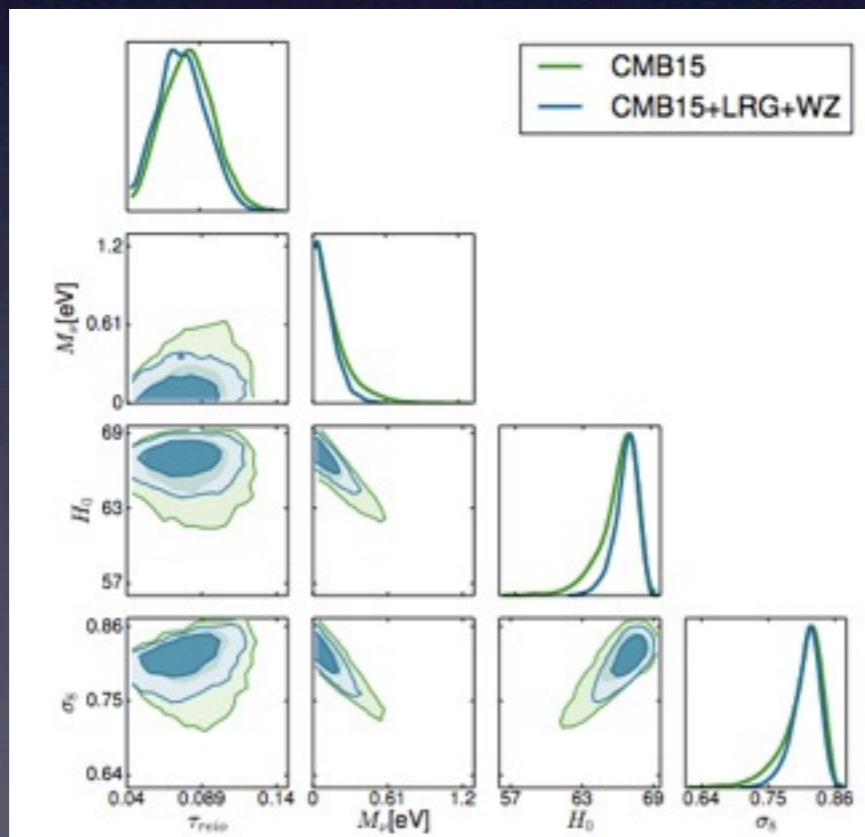 CMB15
CMB15+LRG+WZ
1.2
0.61
0
M_ν[eV]
69
63
57
H_0
0.86
0.75
0.64
σ_8
0.04 0.089 0.14 0 0.61 1.2 57 63 69 0.64 0.75 0.86
τ_reio M_ν[eV] H_0 σ_8